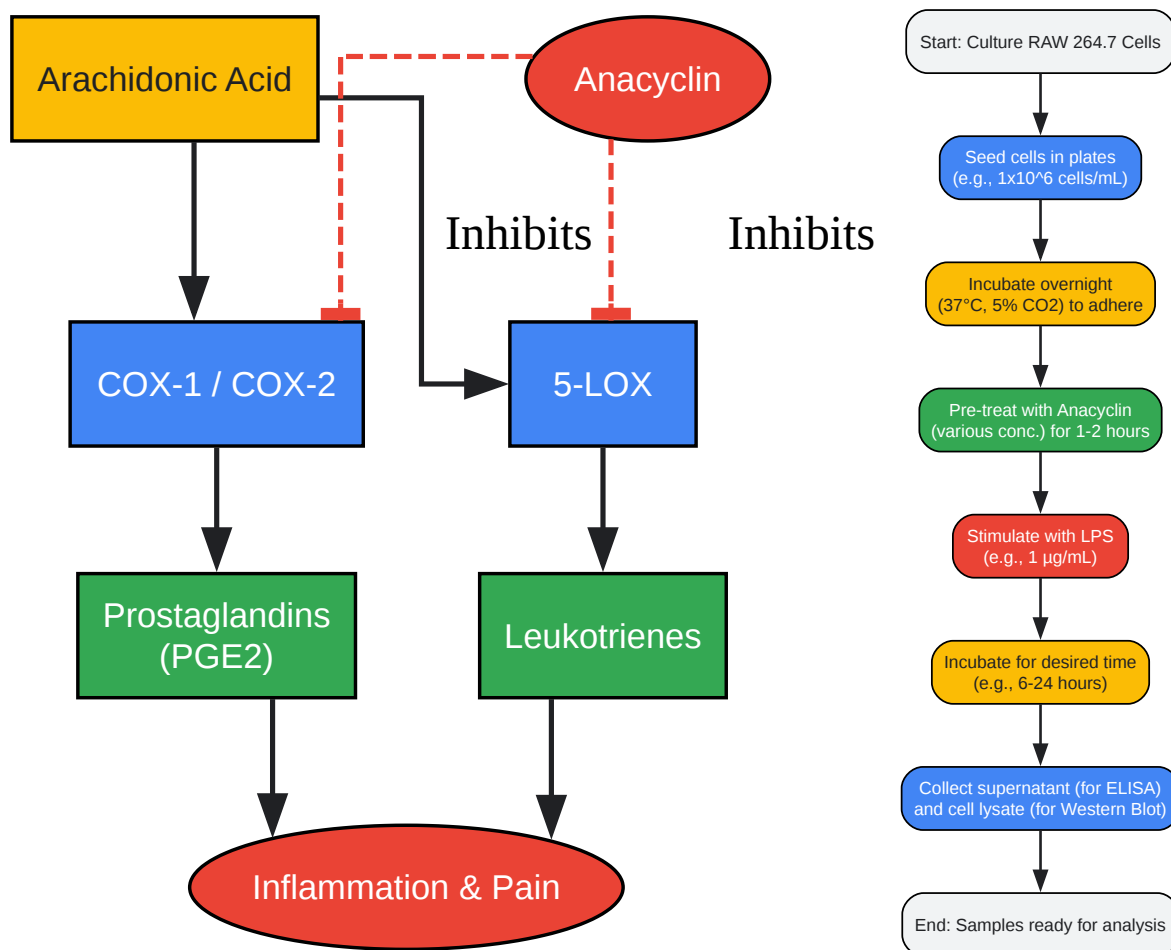 Arachidonic Acid
Anacyclin
Inhibits
Inhibits
COX-1 / COX-2
5-LOX
Prostaglandins
(PGE2)
Leukotrienes
Inflammation & Pain
Start: Culture RAW 264.7 Cells
Seed cells in plates
(e.g., 1x10^6 cells/mL)
Incubate overnight
(37°C, 5% CO2) to adhere
Pre-treat with Anacyclin
(various conc.) for 1-2 hours
Stimulate with LPS
(e.g., 1 µg/mL)
Incubate for desired time
(e.g., 6-24 hours)
Collect supernatant (for ELISA)
and cell lysate (for Western Blot)
End: Samples ready for analysis